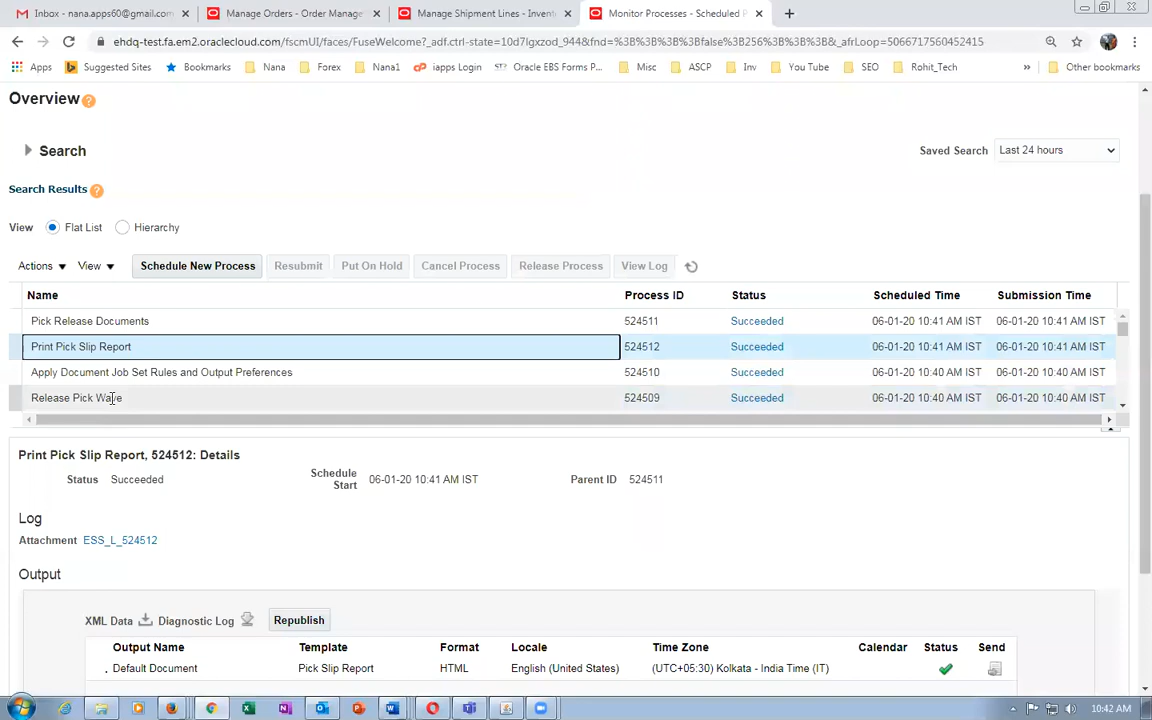 Inbox - nana.apps60@gmail.com
Manage Orders - Order Manage
Manage Shipment Lines - Invent
Monitor Processes - Scheduled P
ehdq-test.fa.em2.oraclecloud.com/fscmUI/faces/FuseWelcome?_adf.ctrl-state=10d7lgxzod_944&fnd=%3B%3B%3B%3Bfalse%3B256%3B%3B%3B&_afrLoop=5066717560452415
Apps Suggested Sites Bookmarks Nana Forex Nana1 iapps Login Oracle EBS Forms P... Misc ASCP Inv You Tube SEO Rohit_Tech » Other bookmarks
Overview
Search
Saved Search Last 24 hours
Search Results
View Flat List Hierarchy
Actions View Schedule New Process Resubmit Put On Hold Cancel Process Release Process View Log
Name Process ID Status Scheduled Time Submission Time
Pick Release Documents 524511 Succeeded 06-01-20 10:41 AM IST 06-01-20 10:41 AM IST
Print Pick Slip Report 524512 Succeeded 06-01-20 10:41 AM IST 06-01-20 10:41 AM IST
Apply Document Job Set Rules and Output Preferences 524510 Succeeded 06-01-20 10:41 AM IST 06-01-20 10:41 AM IST
Release Pick Wave 524509 Succeeded 06-01-20 10:40 AM IST 06-01-20 10:40 AM IST
Print Pick Slip Report, 524512: Details
Status Succeeded Schedule Start 06-01-20 10:41 AM IST Parent ID 524511
Log
Attachment ESS_L_524512
Output
XML Data Diagnostic Log Republish
Output Name Template Format Locale Time Zone Calendar Status Send
Default Document Pick Slip Report HTML English (United States) (UTC+05:30) Kolkata - India Time (IT)
10:42 AM